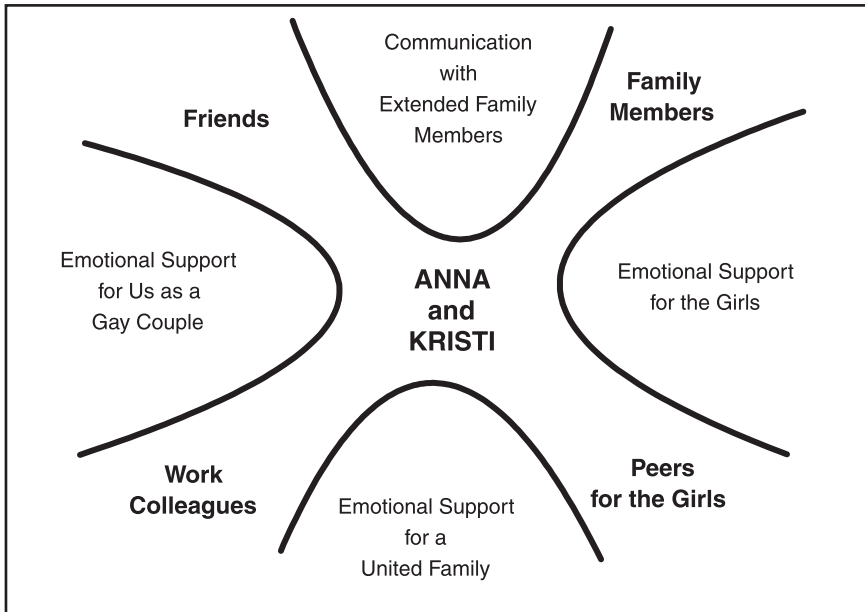 Communication
with
Extended Family
Members
Friends
Family
Members
Emotional Support
for Us as a
Gay Couple
ANNA
and
KRISTI
Emotional Support
for the Girls
Work
Colleagues
Emotional Support
for a
United Family
Peers
for the Girls